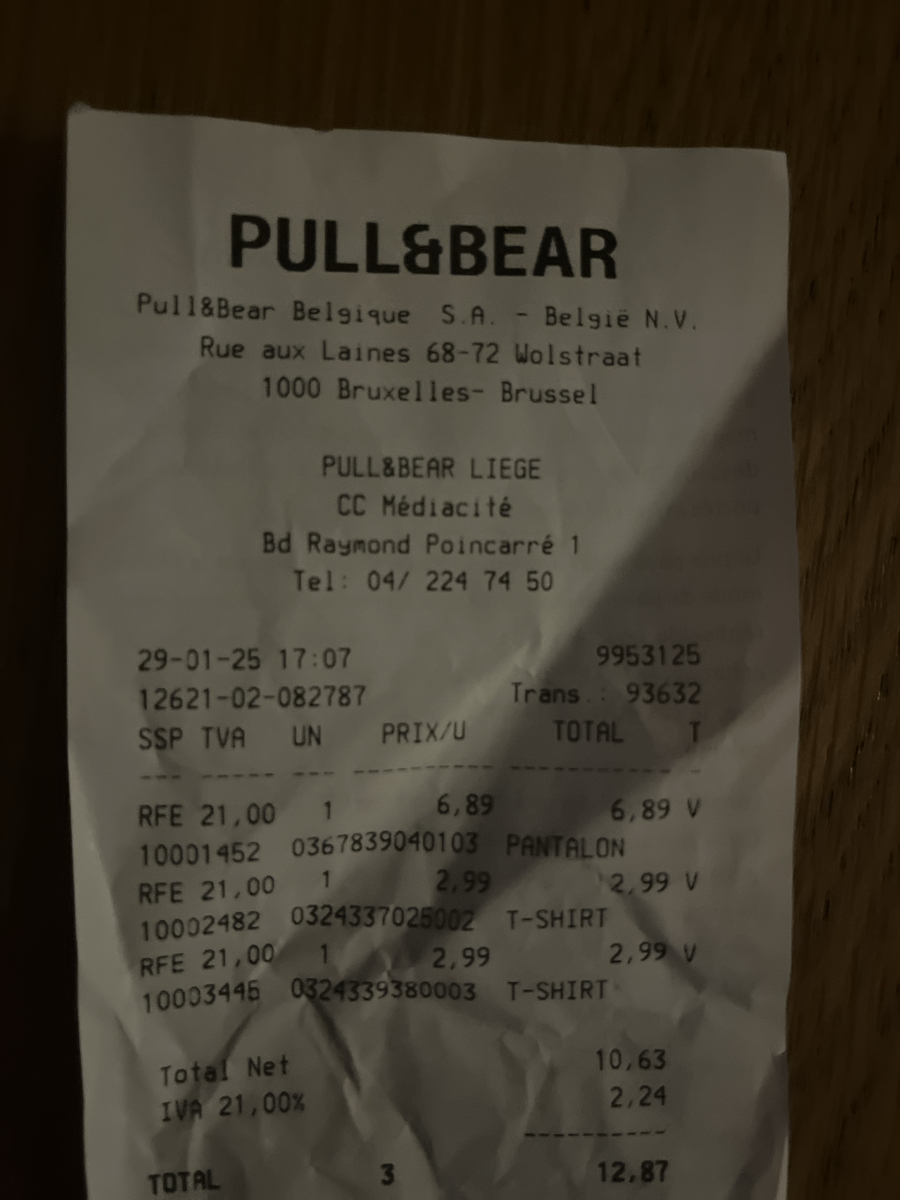 PULL&BEAR
Pull&Bear Belgique S.A. - België N.V.
Rue aux Laines 68-72 Wolstraat
1000 Bruxelles- Brussel
PULL&BEAR LIEGE
CC Médiacité
Bd Raymond Poincarré 1
Tel: 04/ 224 74 50
29-01-25 17:07 9953125
12621-02-082787 Trans.: 93632
SSP TVA UN PRIX/U TOTAL T
--- ----- --- ---------- ----------- -
RFE 21,00 1 6,89 6,89 V
10001452 0367839040103 PANTALON
RFE 21,00 1 2,99 2,99 V
10002482 0324337025002 T-SHIRT
RFE 21,00 1 2,99 2,99 V
10003446 0324339380003 T-SHIRT
Total Net 10,63
IVA 21,00% 2,24
----------
TOTAL 3 12,87